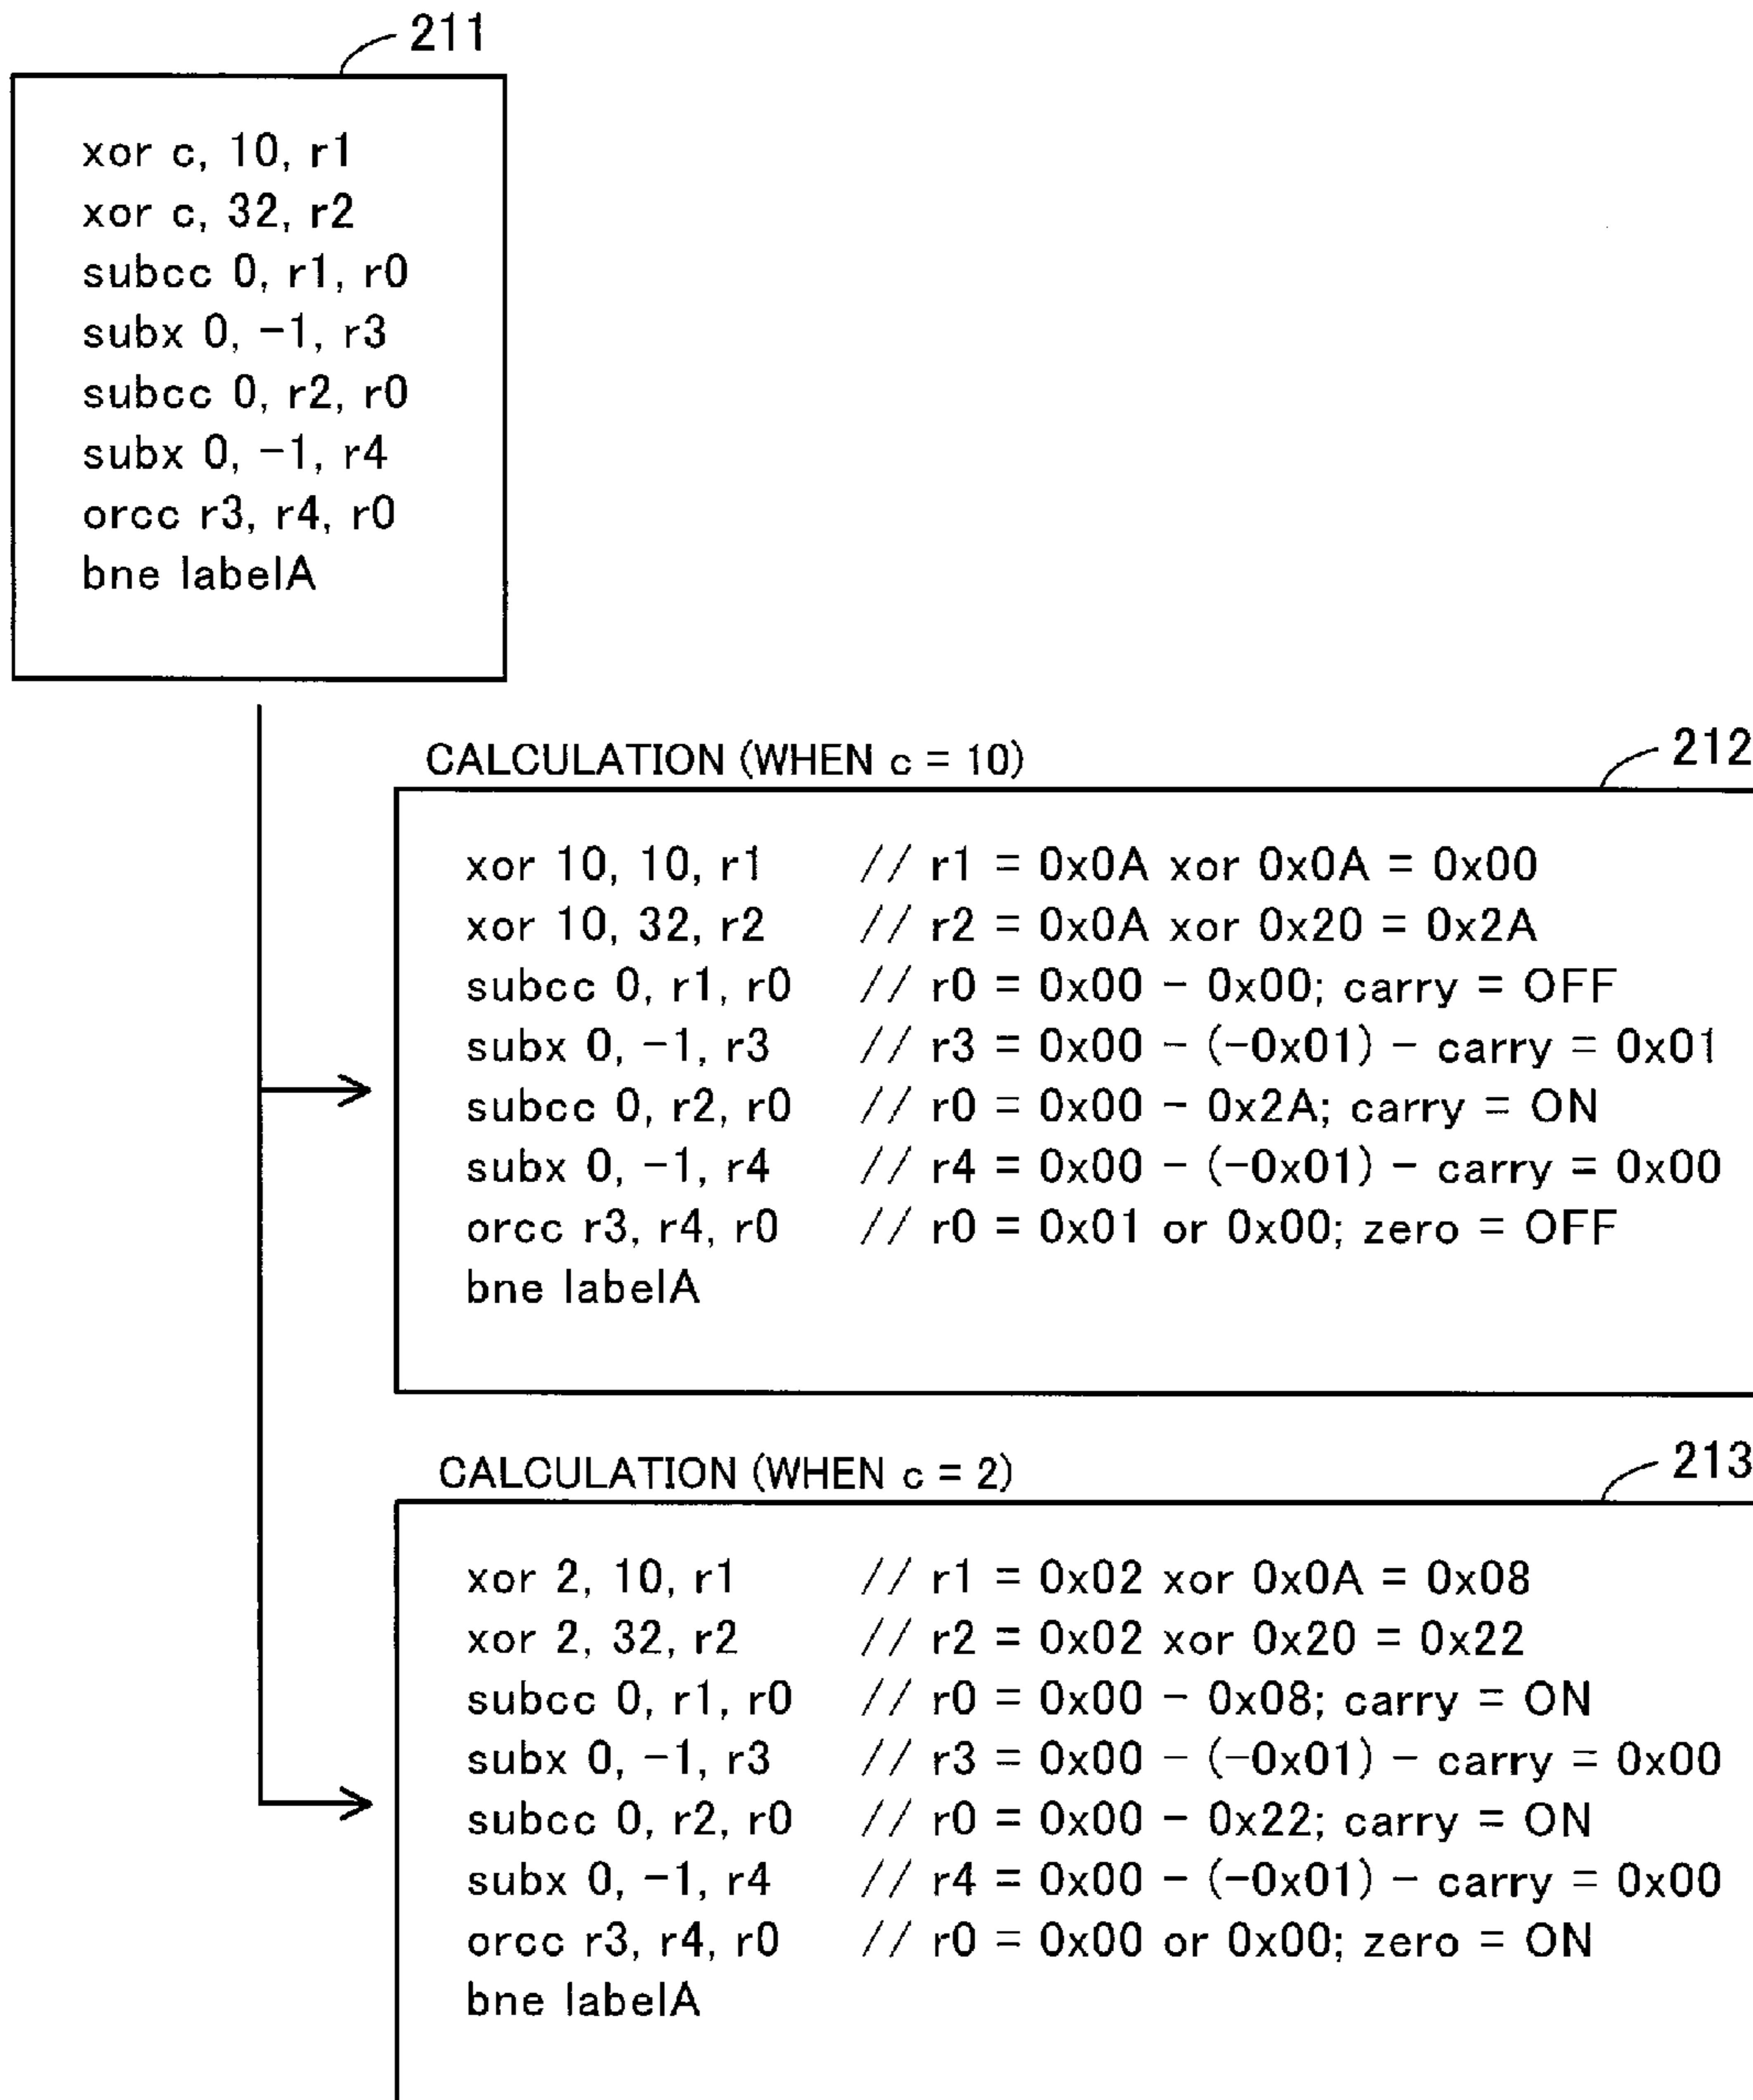 211
xor c, 10, r1
xor c, 32, r2
subcc 0, r1, r0
subx 0, −1, r3
subcc 0, r2, r0
subx 0, −1, r4
orcc r3, r4, r0
bne labelA
CALCULATION (WHEN c = 10)
212
xor 10, 10, r1 // r1 = 0x0A xor 0x0A = 0x00
xor 10, 32, r2 // r2 = 0x0A xor 0x20 = 0x2A
subcc 0, r1, r0 // r0 = 0x00 − 0x00; carry = OFF
subx 0, −1, r3 // r3 = 0x00 − (−0x01) − carry = 0x01
subcc 0, r2, r0 // r0 = 0x00 − 0x2A; carry = ON
subx 0, −1, r4 // r4 = 0x00 − (−0x01) − carry = 0x00
orcc r3, r4, r0 // r0 = 0x01 or 0x00; zero = OFF
bne labelA
CALCULATION (WHEN c = 2)
213
xor 2, 10, r1 // r1 = 0x02 xor 0x0A = 0x08
xor 2, 32, r2 // r2 = 0x02 xor 0x20 = 0x22
subcc 0, r1, r0 // r0 = 0x00 − 0x08; carry = ON
subx 0, −1, r3 // r3 = 0x00 − (−0x01) − carry = 0x00
subcc 0, r2, r0 // r0 = 0x00 − 0x22; carry = ON
subx 0, −1, r4 // r4 = 0x00 − (−0x01) − carry = 0x00
orcc r3, r4, r0 // r0 = 0x00 or 0x00; zero = ON
bne labelA